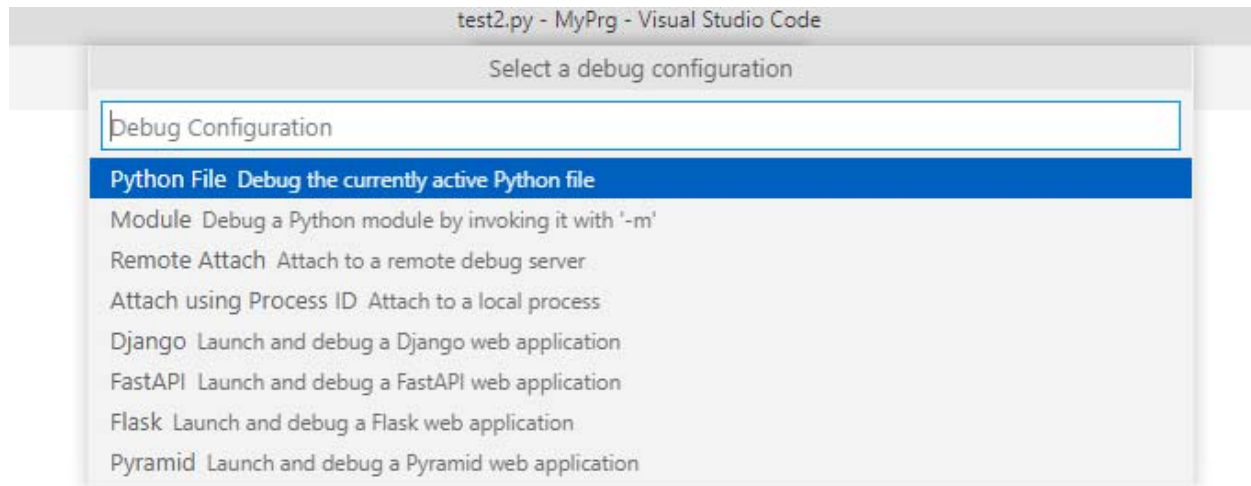 test2.py - MyPrg - Visual Studio Code
Select a debug configuration
Debug Configuration
Python File Debug the currently active Python file
Module Debug a Python module by invoking it with '-m'
Remote Attach Attach to a remote debug server
Attach using Process ID Attach to a local process
Django Launch and debug a Django web application
FastAPI Launch and debug a FastAPI web application
Flask Launch and debug a Flask web application
Pyramid Launch and debug a Pyramid web application